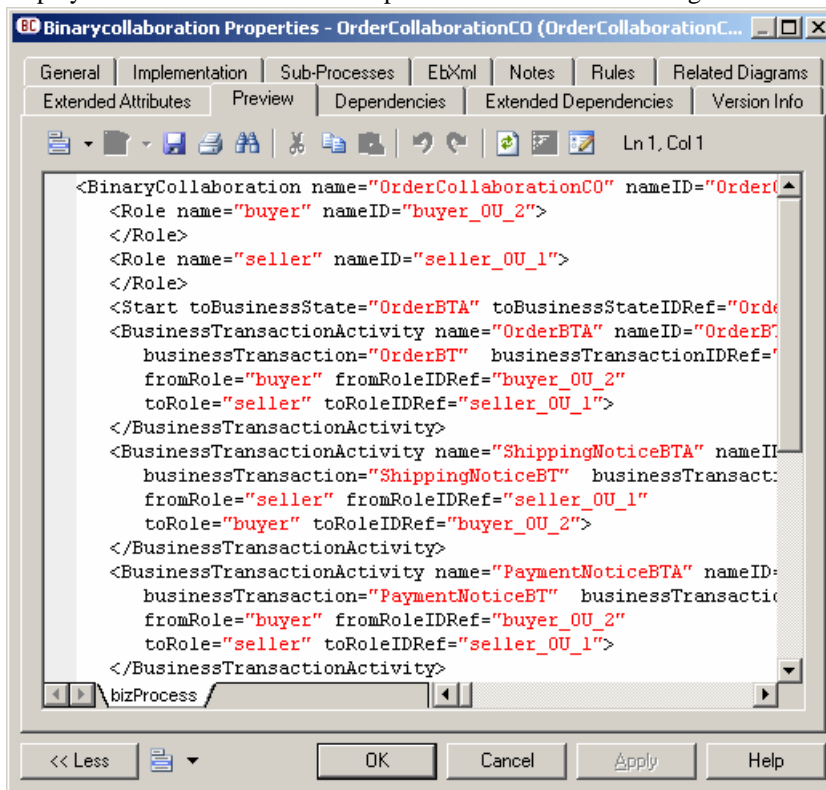 Binarycollaboration Properties - OrderCollaborationCO (OrderCollaborationC...
General Implementation Sub-Processes EbXml Notes Rules Related Diagrams
Extended Attributes Preview Dependencies Extended Dependencies Version Info
Ln 1, Col 1
<BinaryCollaboration name="OrderCollaborationCO" nameID="Order
<Role name="buyer" nameID="buyer_OU_2">
</Role>
<Role name="seller" nameID="seller_OU_1">
</Role>
<Start toBusinessState="OrderBTA" toBusinessStateIDRef="Orde
<BusinessTransactionActivity name="OrderBTA" nameID="OrderBT
businessTransaction="OrderBT" businessTransactionIDRef="
fromRole="buyer" fromRoleIDRef="buyer_OU_2"
toRole="seller" toRoleIDRef="seller_OU_1">
</BusinessTransactionActivity>
<BusinessTransactionActivity name="ShippingNoticeBTA" nameI
businessTransaction="ShippingNoticeBT" businessTransact
fromRole="seller" fromRoleIDRef="seller_OU_1"
toRole="buyer" toRoleIDRef="buyer_OU_2">
</BusinessTransactionActivity>
<BusinessTransactionActivity name="PaymentNoticeBTA" nameID
businessTransaction="PaymentNoticeBT" businessTransacti
fromRole="buyer" fromRoleIDRef="buyer_OU_2"
toRole="seller" toRoleIDRef="seller_OU_1">
</BusinessTransactionActivity>
bizProcess
<< Less OK Cancel Apply Help